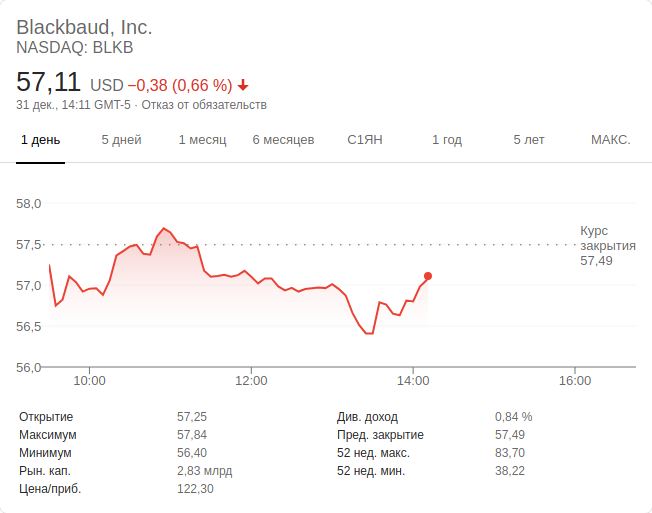 Blackbaud, Inc.
NASDAQ: BLKB
57,11 USD −0,38 (0,66 %)
31 дек., 14:11 GMT-5 · Отказ от обязательств
1 день 5 дней 1 месяц 6 месяцев С1ЯН 1 год 5 лет МАКС.
58,0
Курс
57,5 закрытия
57,49
57,0
56,5
56,0
10:00 12:00 14:00 16:00
Открытие 57,25 Див. доход 0,84 %
Максимум 57,84 Пред. закрытие 57,49
Минимум 56,40 52 нед. макс. 83,70
Рын. кап. 2,83 млрд 52 нед. мин. 38,22
Цена/приб. 122,30